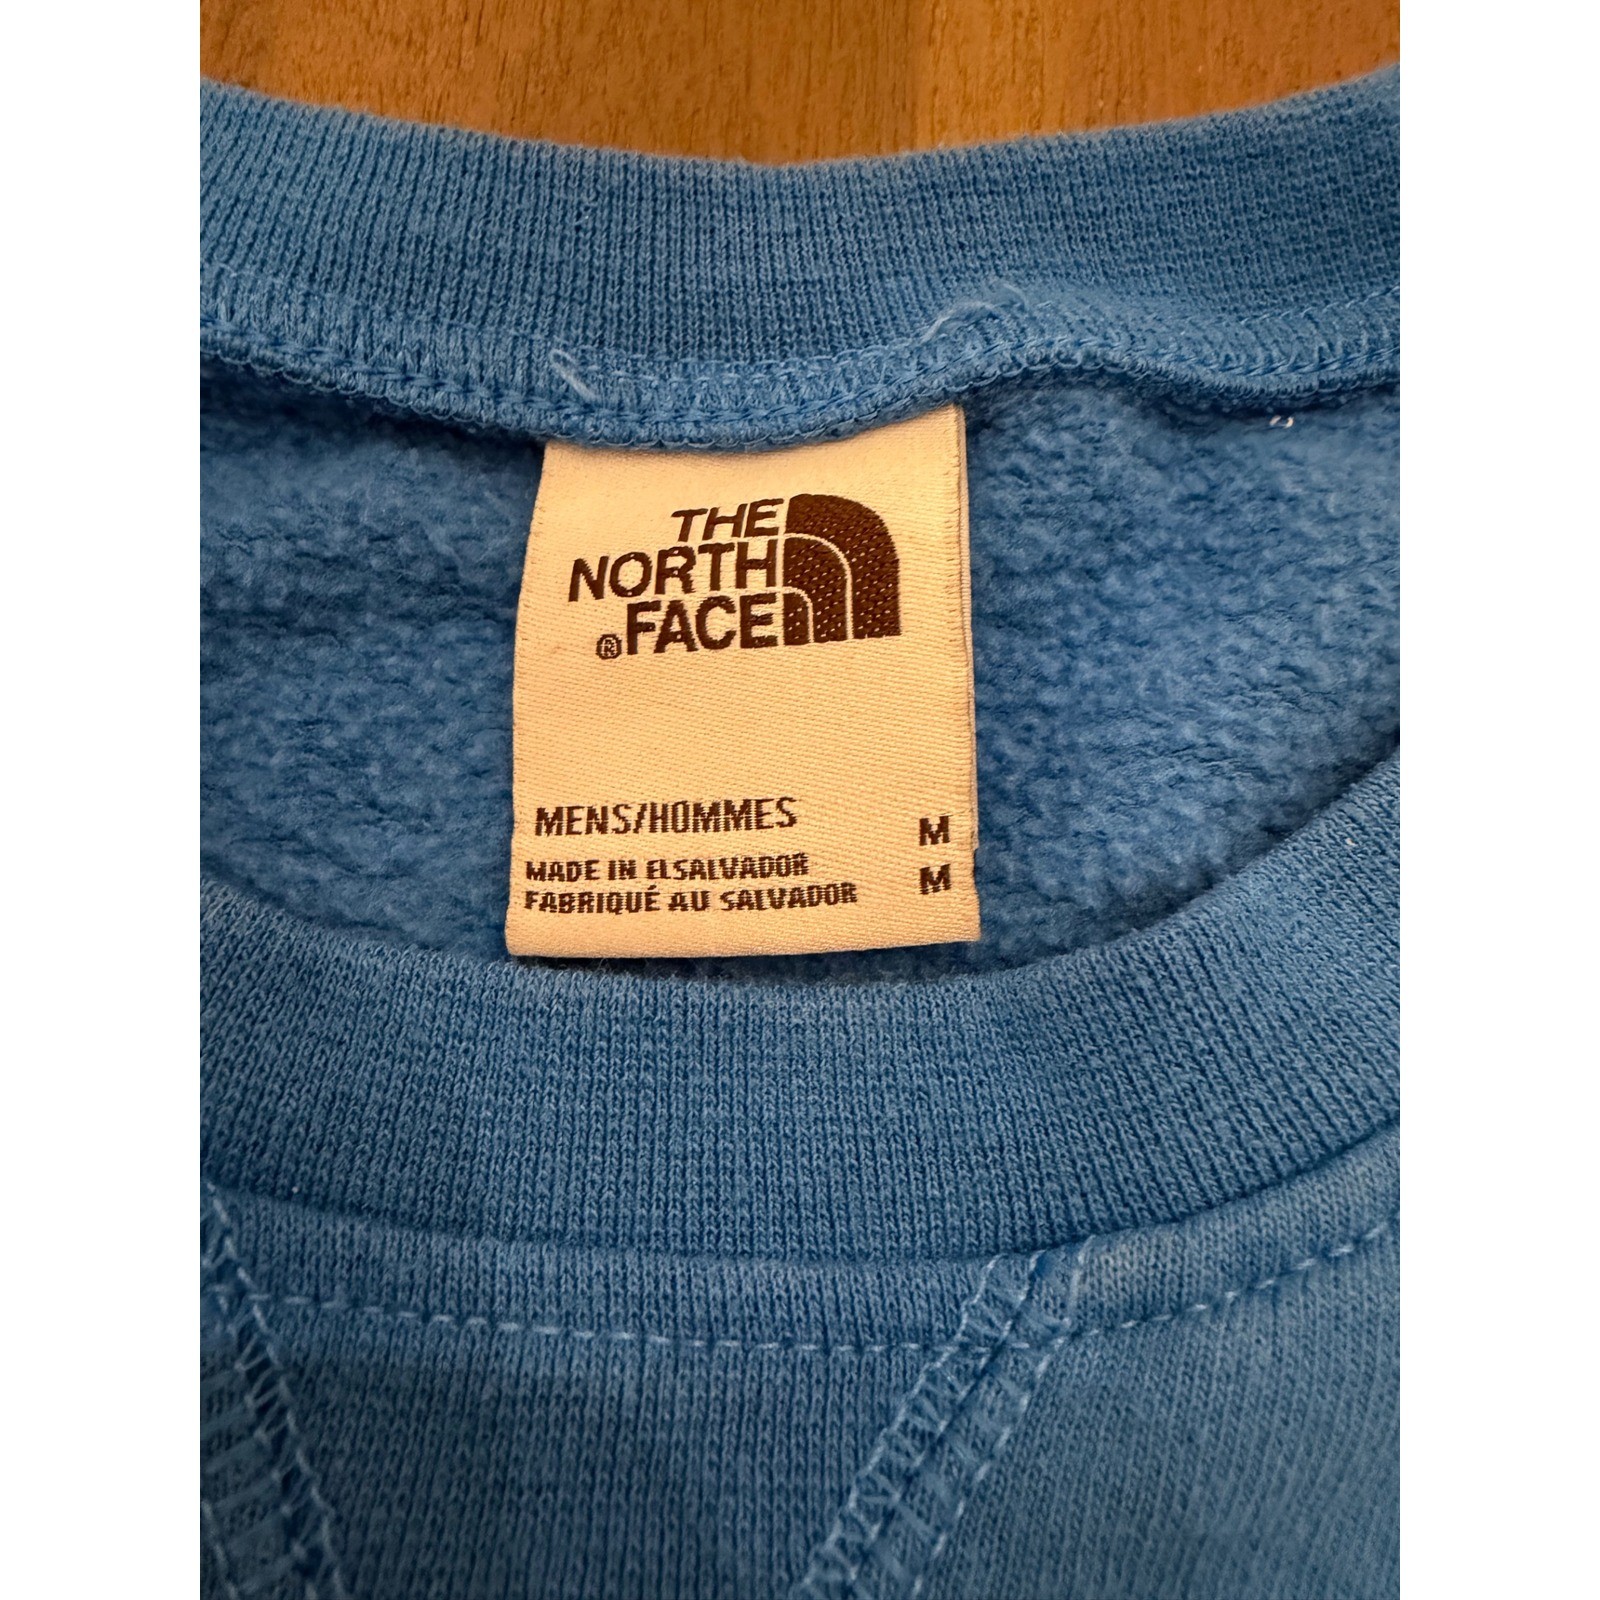 THE
NORTH
®FACE
MENS/HOMMES M
MADE IN ELSALVADOR
FABRIQUÉ AU SALVADOR M